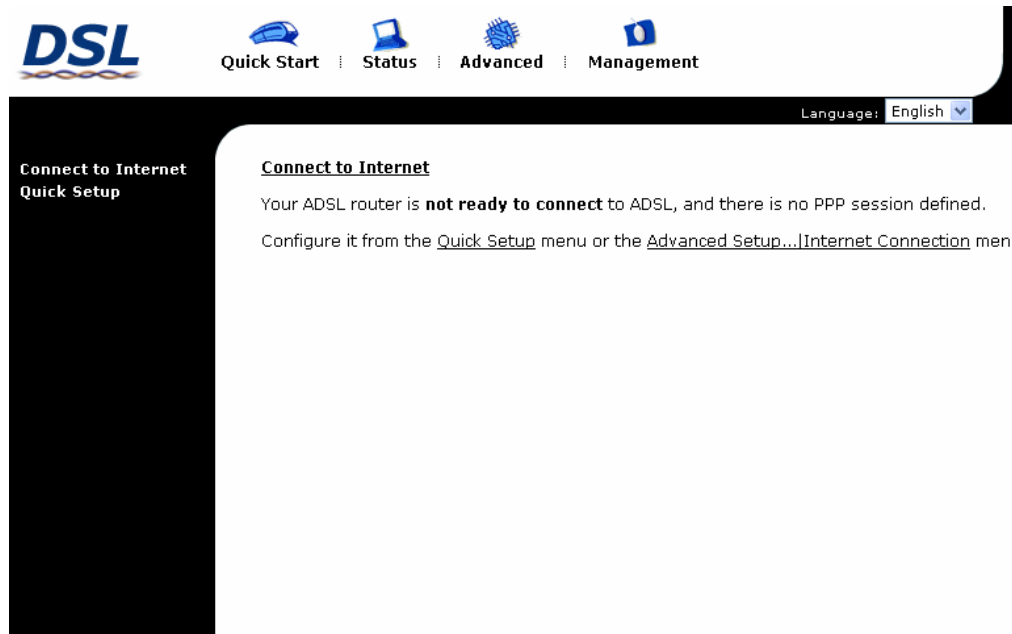 DSL
Quick Start
Status
Advanced
Management
Language: English
Connect to Internet
Quick Setup
Connect to Internet
Your ADSL router is not ready to connect to ADSL, and there is no PPP session defined.
Configure it from the Quick Setup menu or the Advanced Setup...|Internet Connection men